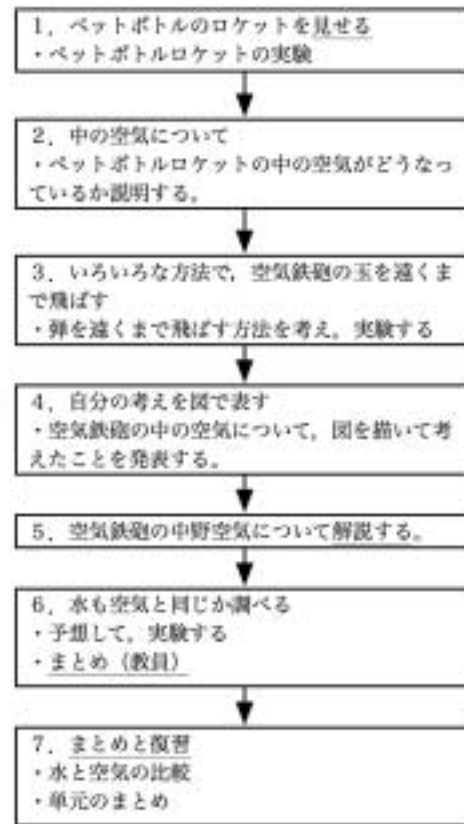 1．ペットボトルのロケットを見せる
・ペットボトルロケットの実験
2．中の空気について
・ペットボトルロケットの中の空気がどうなっ
ているか説明する。
3．いろいろな方法で，空気鉄砲の玉を遠くま
で飛ばす
・弾を遠くまで飛ばす方法を考え，実験する
4．自分の考えを図で表す
・空気鉄砲の中の空気について，図を描いて考
えたことを発表する。
5．空気鉄砲の中野空気について解説する。
6．水も空気と同じか調べる
・予想して，実験する
・まとめ（教員）
7．まとめと復習
・水と空気の比較
・単元のまとめ